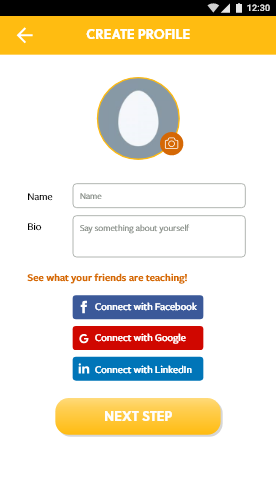 12:30
CREATE PROFILE
Name
Name
Bio
Say something about yourself
See what your friends are teaching!
f Connect with Facebook
G Connect with Google
in Connect with LinkedIn
NEXT STEP